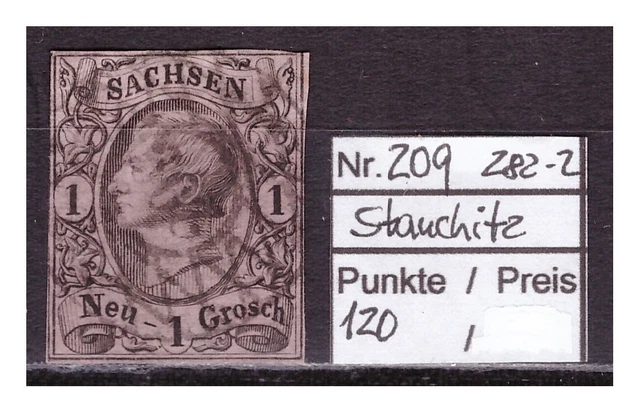 SACHSEN
1 1
Neu - 1 Grosch
Nr. 209 282-2
Stauchitz
Punkte / Preis
120 /